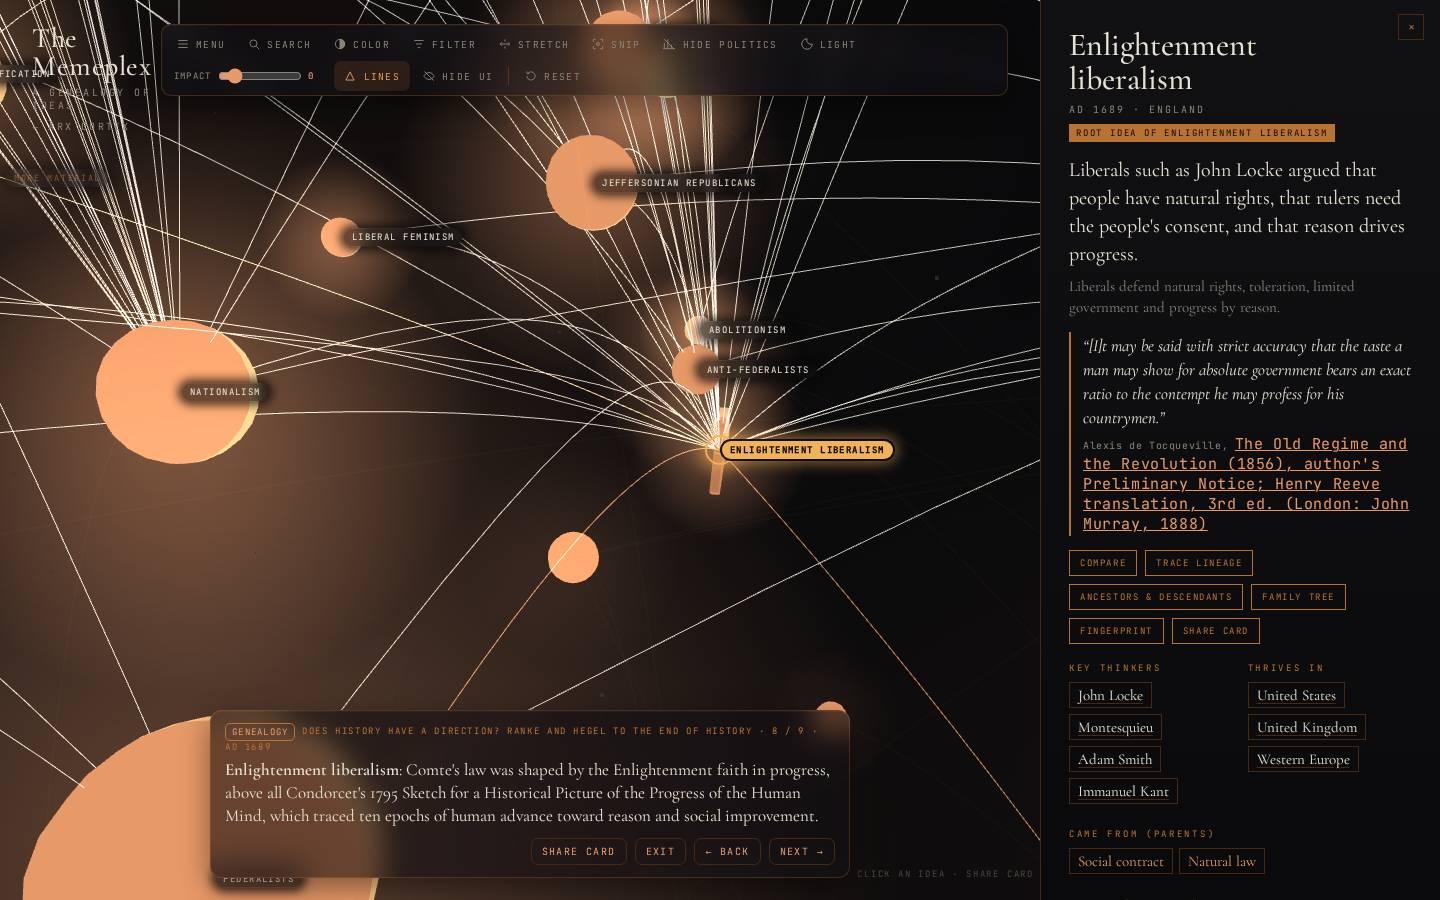 The
Memeplex
GENEALOGY OF
IDEAS
MORE MATERIAL
MENU
SEARCH
COLOR
FILTER
STRETCH
SNIP
HIDE POLITICS
LIGHT
IMPACT
0
LINES
HIDE UI
RESET
JEFFERSONIAN REPUBLICANS
LIBERAL FEMINISM
ABOLITIONISM
ANTI-FEDERALISTS
NATIONALISM
ENLIGHTENMENT LIBERALISM
FEDERALISTS
GENEALOGY DOES HISTORY HAVE A DIRECTION? RANKE AND HEGEL TO THE END OF HISTORY · 8 / 9 ·
AD 1689
Enlightenment liberalism: Comte's law was shaped by the Enlightenment faith in progress,
above all Condorcet's 1795 Sketch for a Historical Picture of the Progress of the Human
Mind, which traced ten epochs of human advance toward reason and social improvement.
SHARE CARD
EXIT
← BACK
NEXT →
CLICK AN IDEA · SHARE CARD
×
Enlightenment
liberalism
AD 1689 · ENGLAND
ROOT IDEA OF ENLIGHTENMENT LIBERALISM
Liberals such as John Locke argued that
people have natural rights, that rulers need
the people's consent, and that reason drives
progress.
Liberals defend natural rights, toleration, limited
government and progress by reason.
“[I]t may be said with strict accuracy that the taste a
man may show for absolute government bears an exact
ratio to the contempt he may profess for his
countrymen.”
Alexis de Tocqueville, The Old Regime and
the Revolution (1856), author's
Preliminary Notice; Henry Reeve
translation, 3rd ed. (London: John
Murray, 1888)
COMPARE
TRACE LINEAGE
ANCESTORS & DESCENDANTS
FAMILY TREE
FINGERPRINT
SHARE CARD
KEY THINKERS
John Locke
Montesquieu
Adam Smith
Immanuel Kant
THRIVES IN
United States
United Kingdom
Western Europe
CAME FROM (PARENTS)
Social contract
Natural law